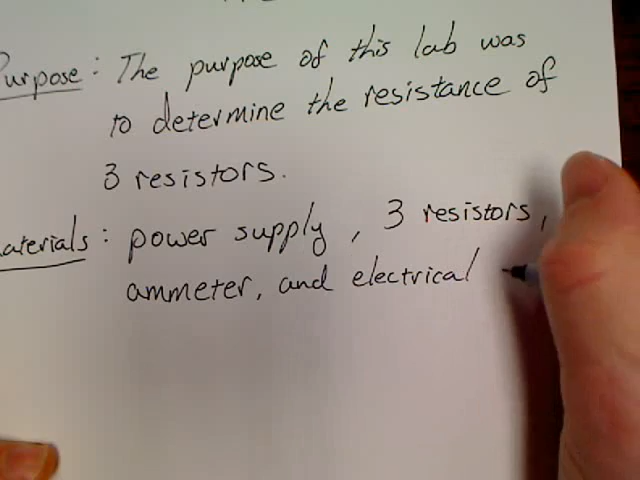 Purpose: The purpose of this lab was
to determine the resistance of
3 resistors.
aterials: power supply, 3 resistors,
ammeter, and electrical